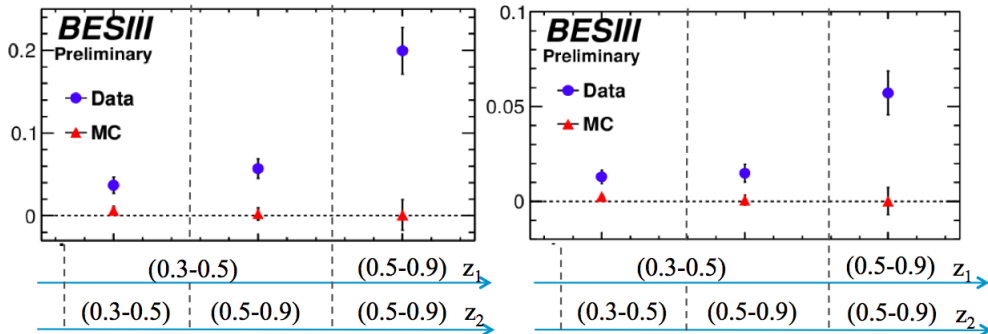 BESIII
Preliminary
0.2
Data
0.1
MC
0
(0.3-0.5) (0.5-0.9) z1
(0.3-0.5) (0.5-0.9) (0.5-0.9) z2
0.1
BESIII
Preliminary
Data
0.05
MC
0
(0.3-0.5) (0.5-0.9) z1
(0.3-0.5) (0.5-0.9) (0.5-0.9) z2